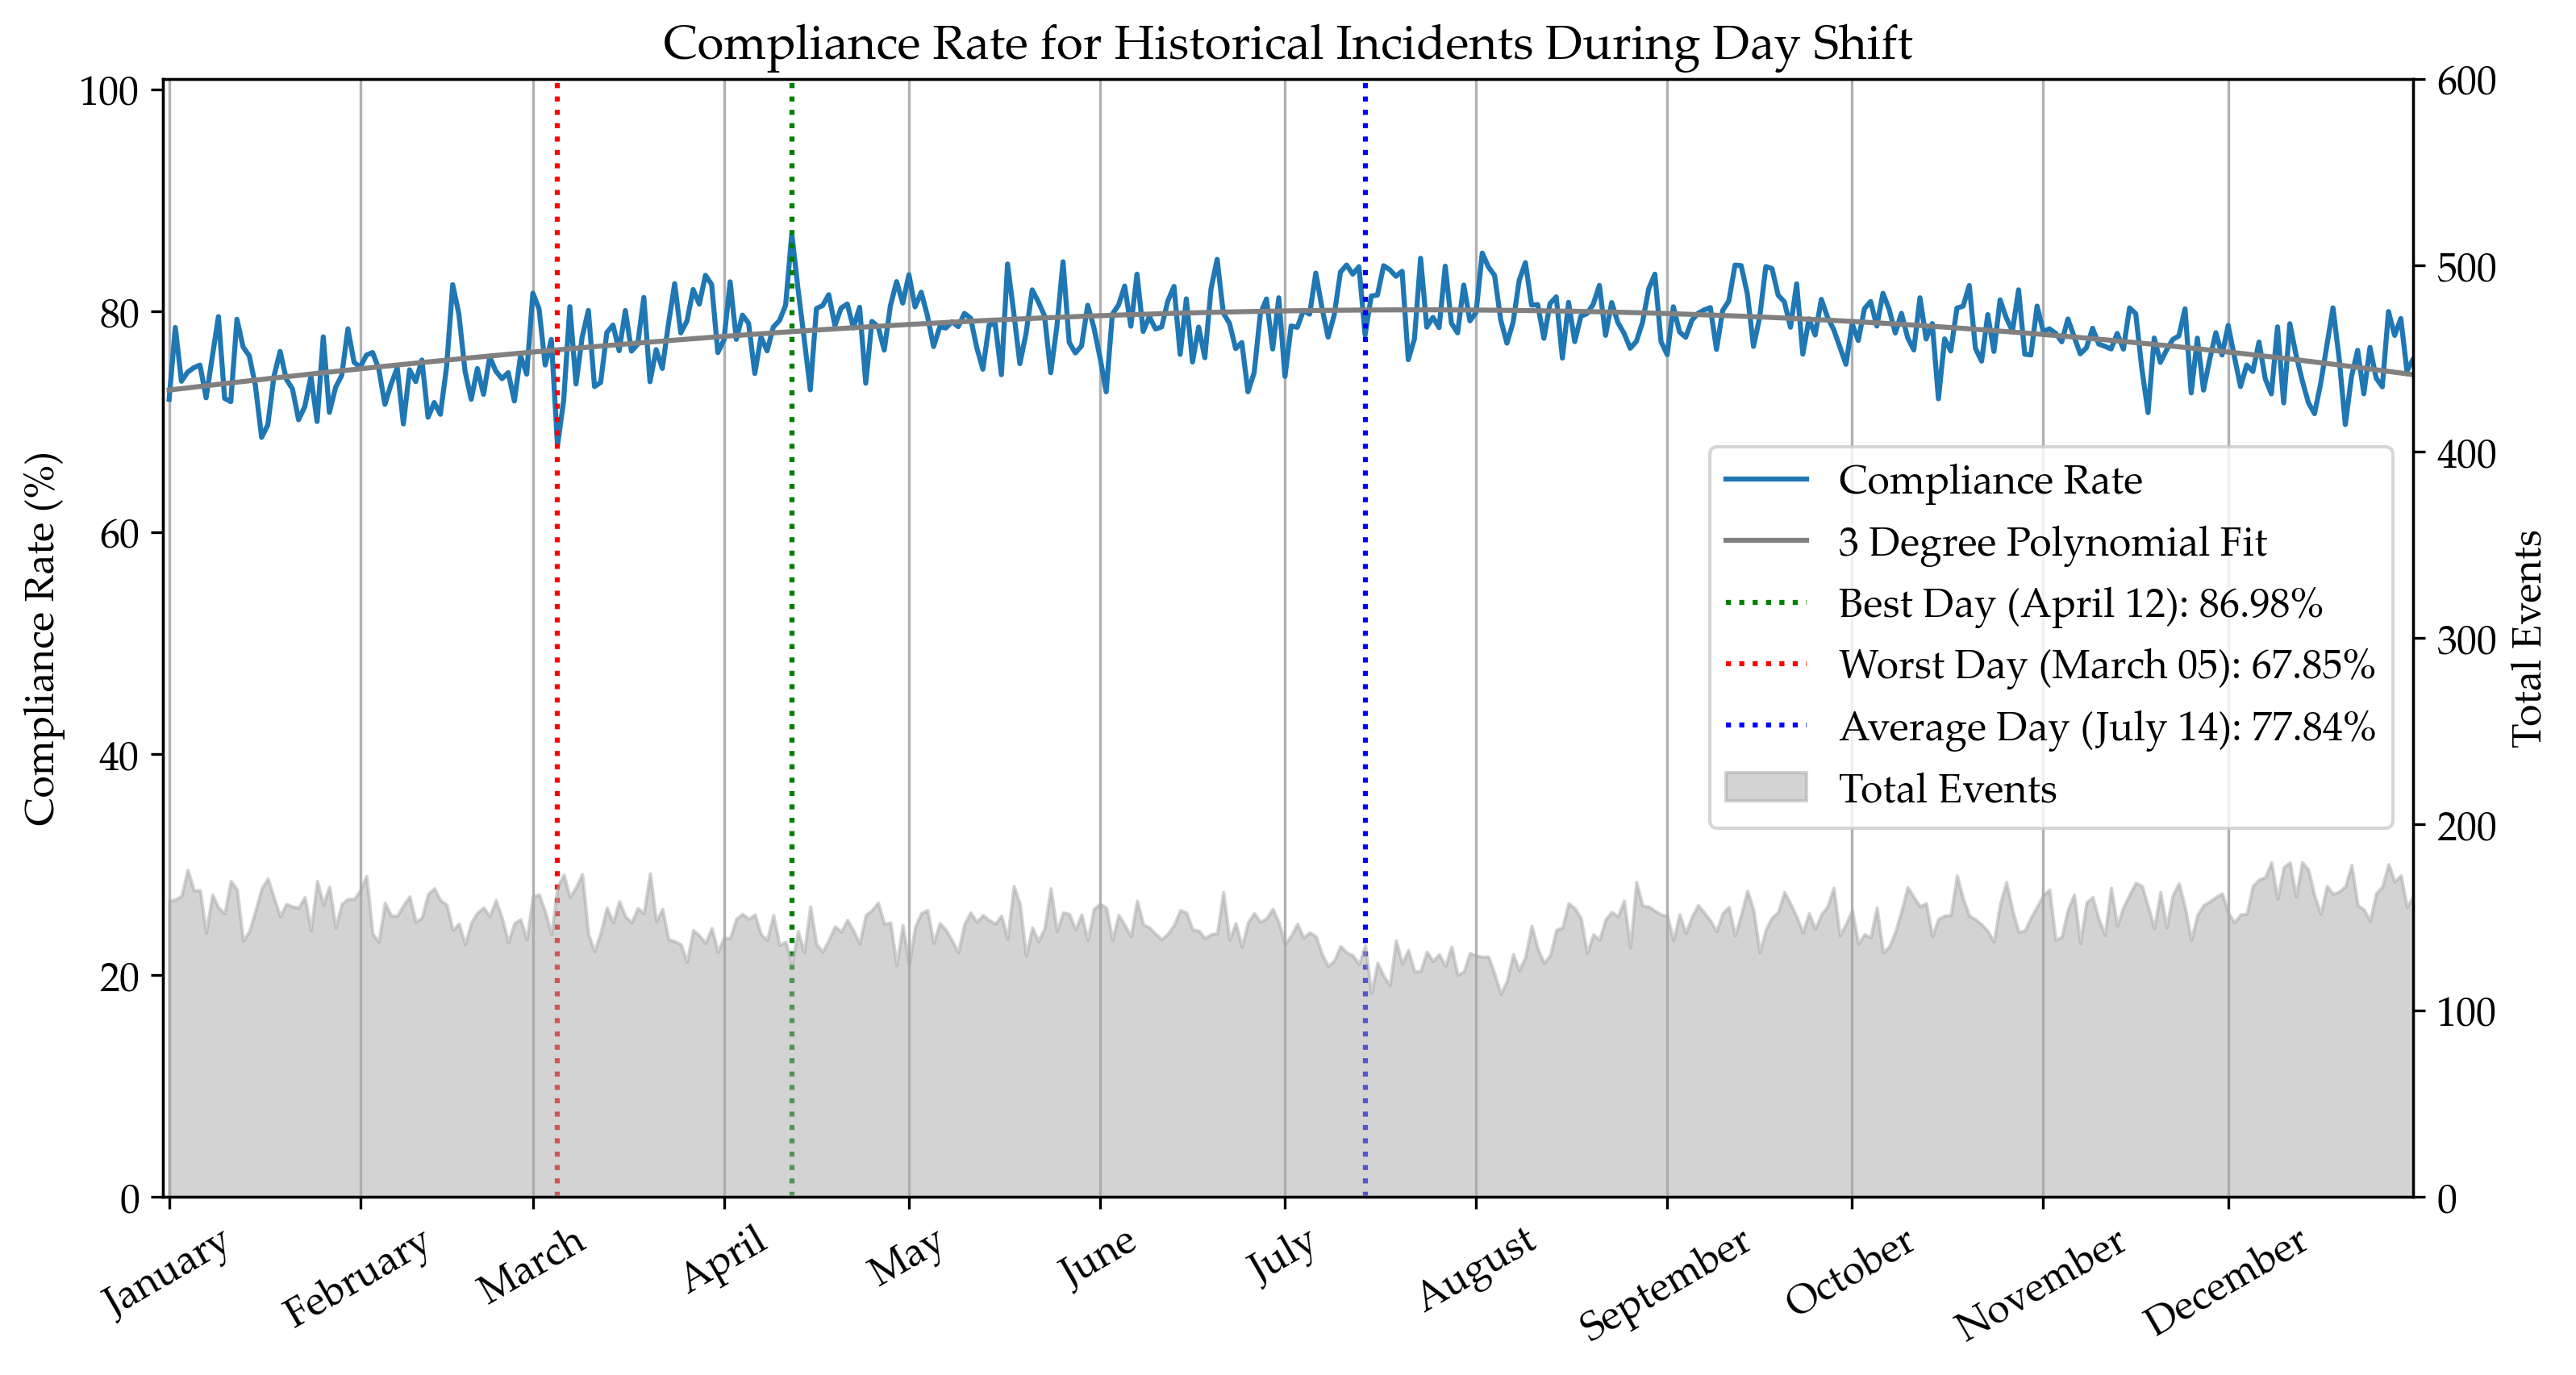 Compliance Rate for Historical Incidents During Day Shift
100
80
60
40
20
0
Compliance Rate (%)
600
500
400
300
200
100
0
Total Events
Compliance Rate
3 Degree Polynomial Fit
Best Day (April 12): 86.98%
Worst Day (March 05): 67.85%
Average Day (July 14): 77.84%
Total Events
January
February
March
April
May
June
July
August
September
October
November
December